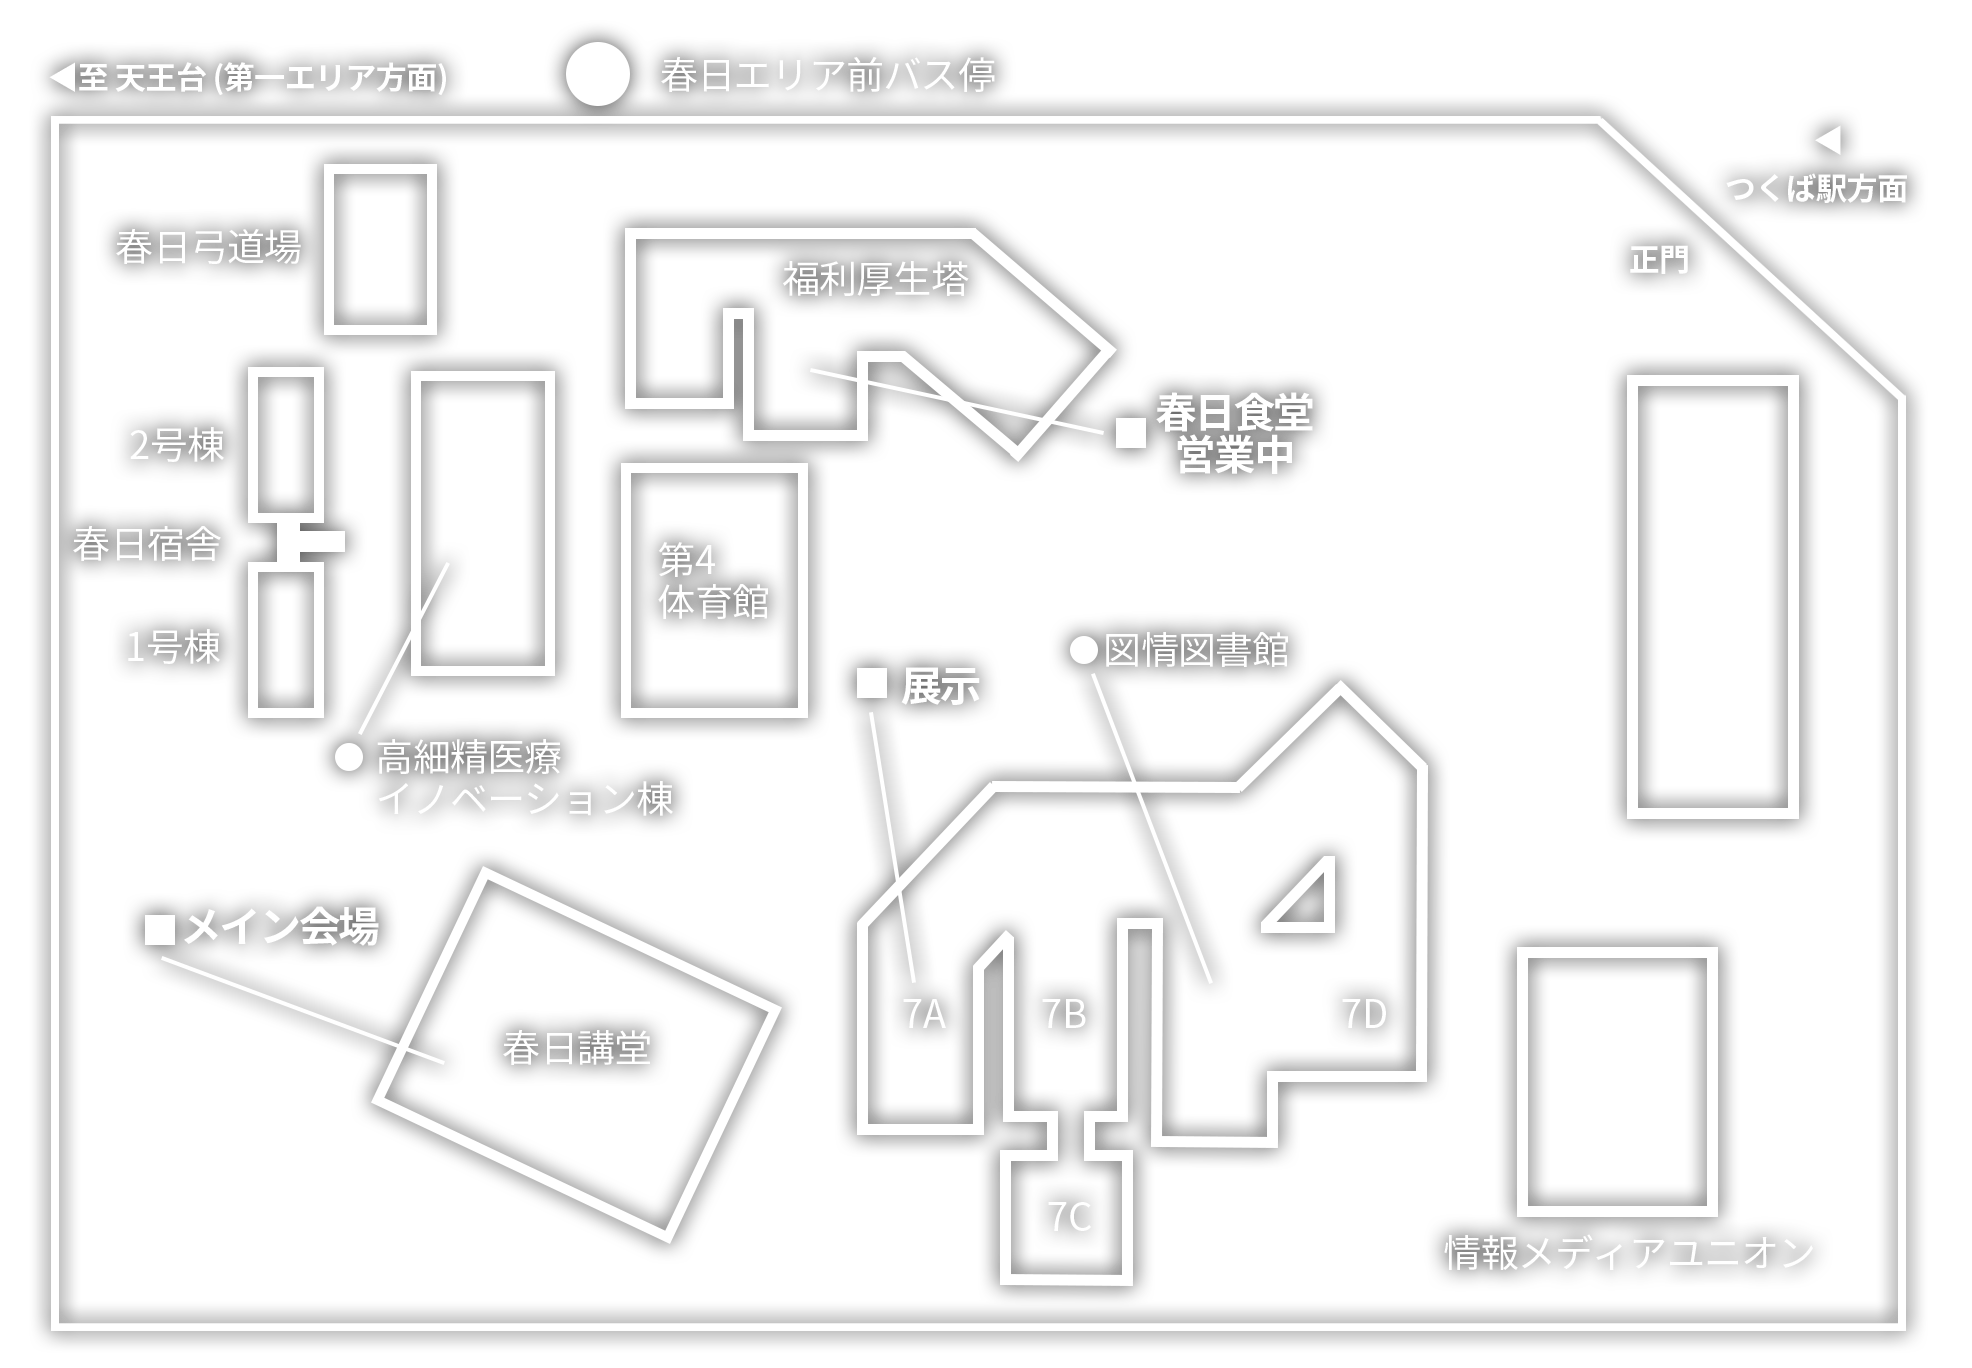 ◀至 天王台 (第一エリア方面)
春日エリア前バス停
◀
つくば駅方面
正門
春日弓道場
福利厚生塔
春日食堂
営業中
2号棟
春日宿舎
1号棟
第4
体育館
図情図書館
展示
高細精医療
イノベーション棟
メイン会場
春日講堂
7A
7B
7D
7C
情報メディアユニオン